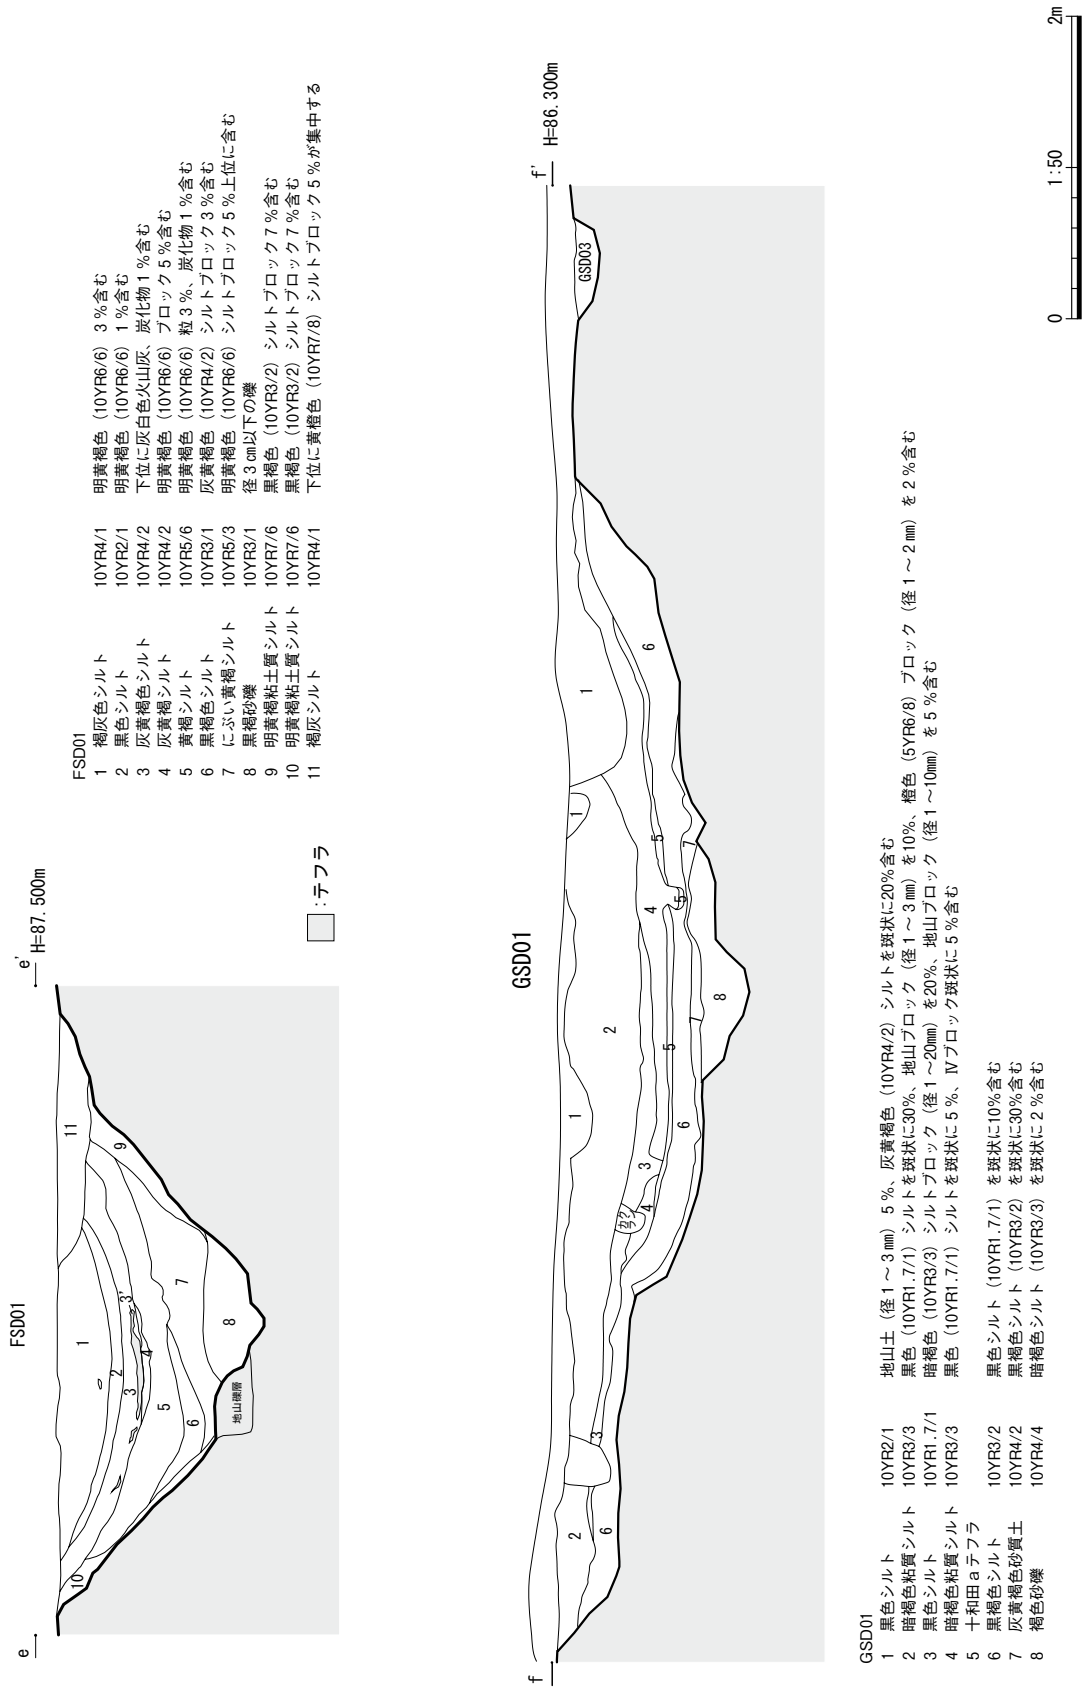 FSD01
e
e'
H=87.500m
1
2
3
3'
4
5
6
7
8
9
10
11
地山礫層
:テフラ
FSD01
1 褐灰色シルト 10YR4/1 明黄褐色（10YR6/6）3％含む
2 黒色シルト 10YR2/1 明黄褐色（10YR6/6）1％含む
3 灰黄褐色シルト 10YR4/2 下位に灰白色火山灰、炭化物1％含む
4 灰黄褐シルト 10YR4/2 明黄褐色（10YR6/6）ブロック5％含む
5 黄褐シルト 10YR5/6 明黄褐色（10YR6/6）粒3％、炭化物1％含む
6 黒褐色シルト 10YR3/1 灰黄褐色（10YR4/2）シルトブロック3％含む
7 にぶい黄褐シルト 10YR5/3 明黄褐色（10YR6/6）シルトブロック5％上位に含む
8 黒褐砂礫 10YR3/1 径3㎝以下の礫
9 明黄褐粘土質シルト 10YR7/6 黒褐色（10YR3/2）シルトブロック7％含む
10 明黄褐粘土質シルト 10YR7/6 黒褐色（10YR3/2）シルトブロック7％含む
11 褐灰シルト 10YR4/1 下位に黄橙色（10YR7/8）シルトブロック5％が集中する
GSD01
f
f'
H=86.300m
2
6
3
カクラン
4
3
1
2
6
5
7
8
4
5
1
7
5
1
6
GSD03
GSD01
1 黒色シルト 10YR2/1 地山土（径1～3㎜）5％、灰黄褐色（10YR4/2）シルトを斑状に20％含む
2 暗褐色粘質シルト 10YR3/3 黒色（10YR1.7/1）シルトを斑状に30％、地山ブロック（径1～3㎜）を10％、橙色（5YR6/8）ブロック（径1～2㎜）を2％含む
3 黒色シルト 10YR1.7/1 暗褐色（10YR3/3）シルトブロック（径1～20㎜）を20％、地山ブロック（径1～10㎜）を5％含む
4 暗褐色粘質シルト 10YR3/3 黒色（10YR1.7/1）シルトを斑状に5％、Ⅳブロック斑状に5％含む
5 十和田aテフラ
6 黒褐色シルト 10YR3/2 黒色シルト（10YR1.7/1）を斑状に10％含む
7 灰黄褐色砂質土 10YR4/2 黒褐色シルト（10YR3/2）を斑状に30％含む
8 褐色砂礫 10YR4/4 暗褐色シルト（10YR3/3）を斑状に2％含む
0 1:50 2m